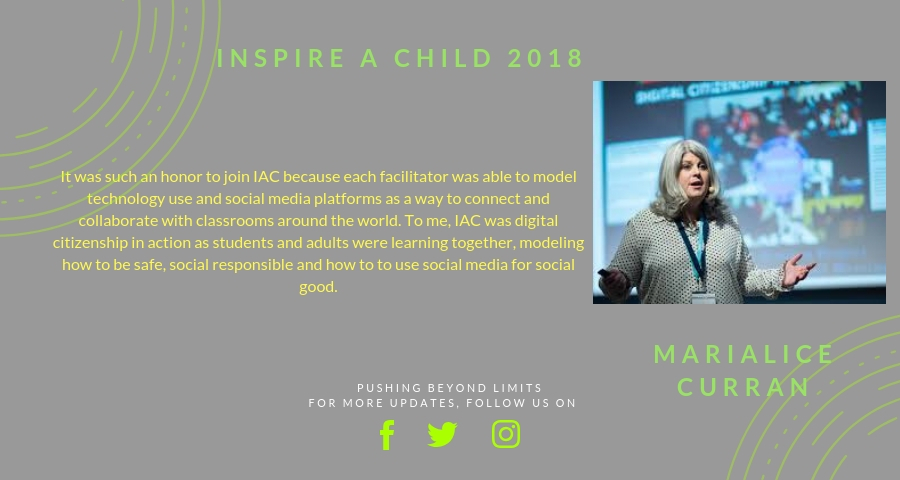 INSPIRE A CHILD 2018
DIGITAL CITIZENSHIP
It was such an honor to join IAC because each facilitator was able to model
technology use and social media platforms as a way to connect and
collaborate with classrooms around the world. To me, IAC was digital
citizenship in action as students and adults were learning together, modeling
how to be safe, social responsible and how to to use social media for social
good.
MARIALICE
CURRAN
PUSHING BEYOND LIMITS
FOR MORE UPDATES, FOLLOW US ON